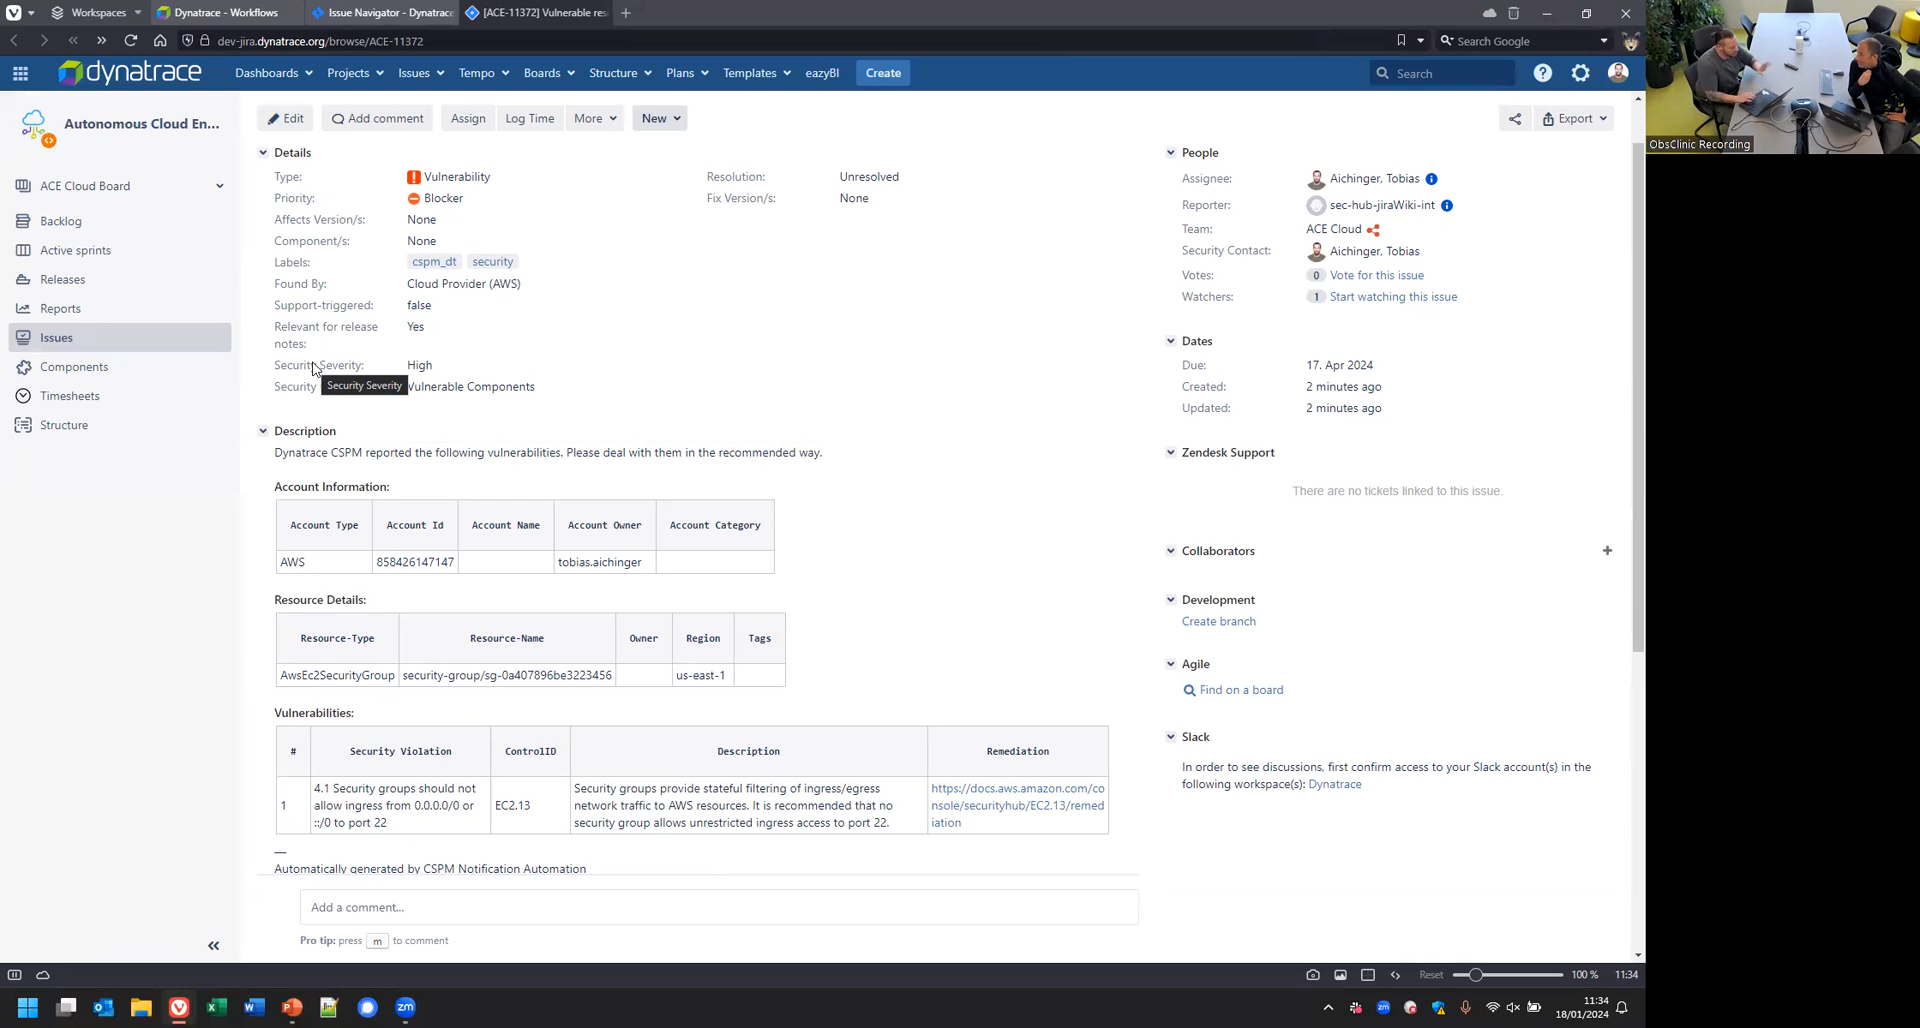 Workspaces
Dynatrace - Workflows
Issue Navigator - Dynatrace
[ACE-11372] Vulnerable res
dev-jira.dynatrace.org/browse/ACE-11372
Search Google
dynatrace
Dashboards
Projects
Issues
Tempo
Boards
Structure
Plans
Templates
eazyBI
Create
Search
ObsClinic Recording
Autonomous Cloud En...
ACE Cloud Board
Backlog
Active sprints
Releases
Reports
Issues
Components
Timesheets
Structure
Edit
Add comment
Assign
Log Time
More
New
Export
Details
Type: Vulnerability
Resolution: Unresolved
Priority: Blocker
Fix Version/s: None
Affects Version/s: None
Component/s: None
Labels: cspm_dt security
Found By: Cloud Provider (AWS)
Support-triggered: false
Relevant for release Yes
notes:
Security Severity: High
Security Vulnerable Components
Security Severity
Description
Dynatrace CSPM reported the following vulnerabilities. Please deal with them in the recommended way.
Account Information:
Account Type Account Id Account Name Account Owner Account Category
AWS 858426147147 tobias.aichinger
Resource Details:
Resource-Type Resource-Name Owner Region Tags
AwsEc2SecurityGroup security-group/sg-0a407896be3223456 us-east-1
Vulnerabilities:
# Security Violation ControlID Description Remediation
1
4.1 Security groups should not
allow ingress from 0.0.0.0/0 or
::/0 to port 22
EC2.13
Security groups provide stateful filtering of ingress/egress
network traffic to AWS resources. It is recommended that no
security group allows unrestricted ingress access to port 22.
https://docs.aws.amazon.com/co
nsole/securityhub/EC2.13/remed
iation
—
Automatically generated by CSPM Notification Automation
Add a comment...
Pro tip: press m to comment
People
Assignee: Aichinger, Tobias
Reporter: sec-hub-jiraWiki-int
Team: ACE Cloud
Security Contact: Aichinger, Tobias
Votes: 0 Vote for this issue
Watchers: 1 Start watching this issue
Dates
Due: 17. Apr 2024
Created: 2 minutes ago
Updated: 2 minutes ago
Zendesk Support
There are no tickets linked to this issue.
Collaborators
Development
Create branch
Agile
Find on a board
Slack
In order to see discussions, first confirm access to your Slack account(s) in the
following workspace(s): Dynatrace
Reset
100 %
11:34
11:34
18/01/2024